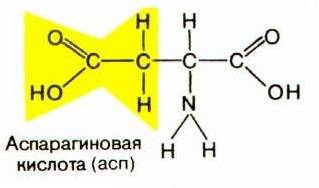 H H
O O
C — C — C — C
HO H N OH
H H
Аспарагиновая
кислота (асп)